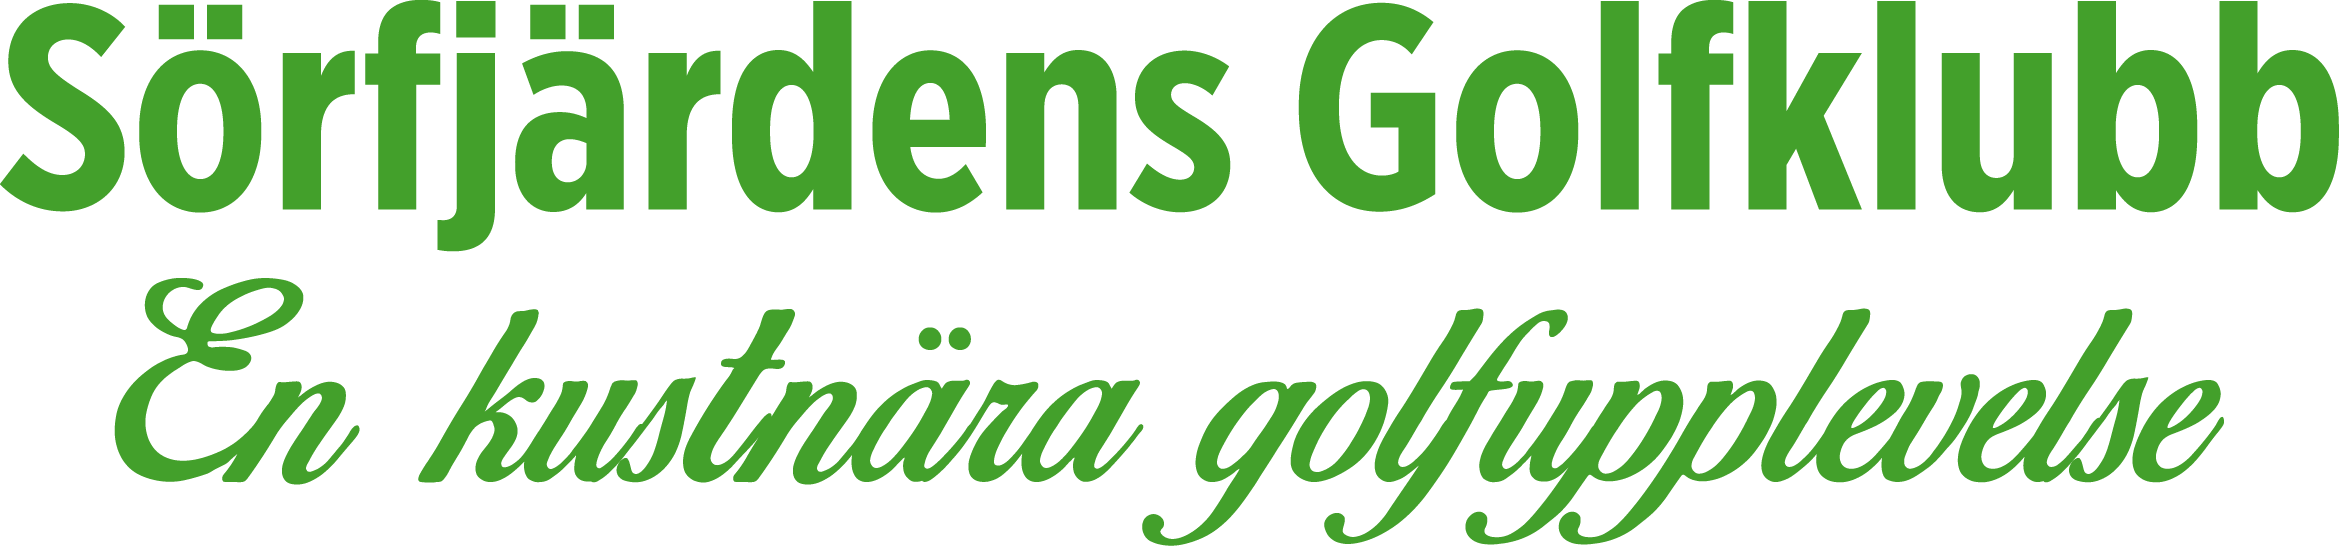 Sörfjärdens Golfklubb
En kustnära golfupplevelse